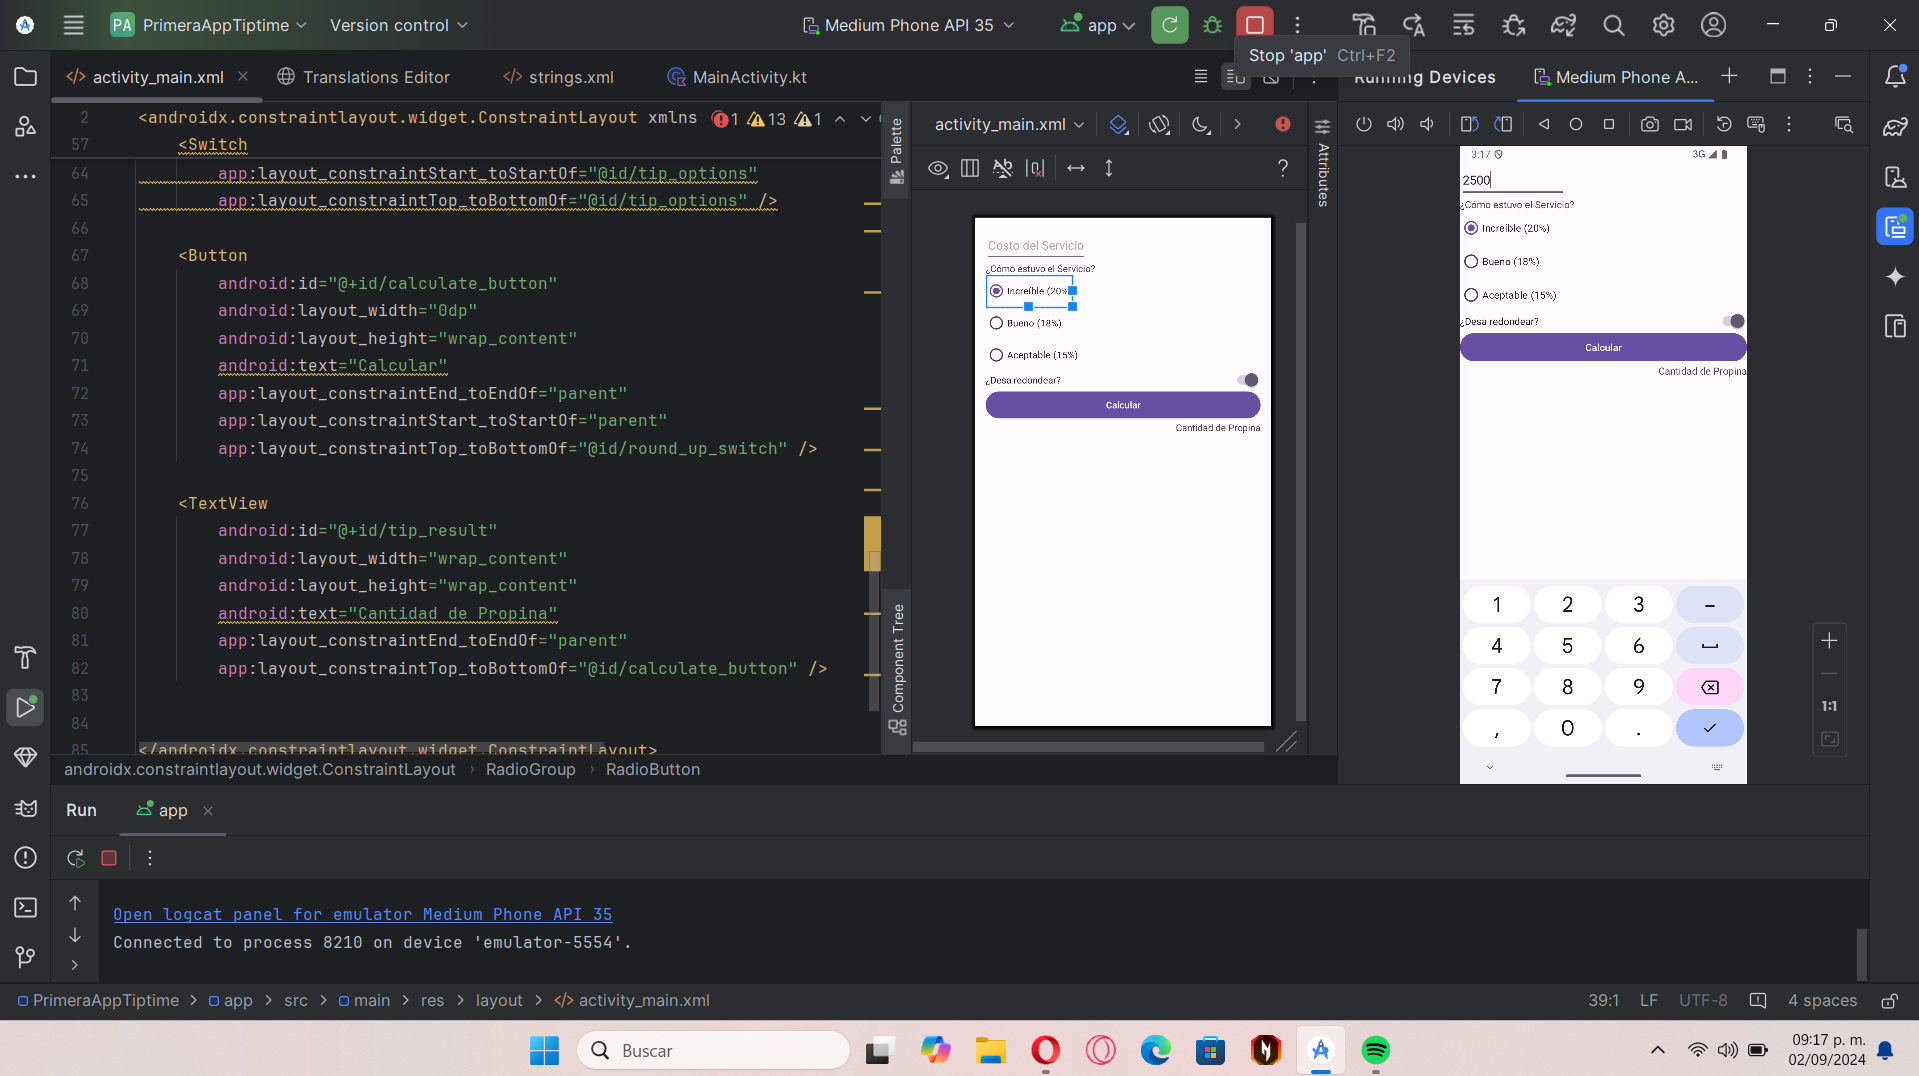 PA PrimeraAppTiptime Version control Medium Phone API 35 app
Stop 'app' Ctrl+F2
activity_main.xml Translations Editor strings.xml MainActivity.kt
Running Devices Medium Phone A...
2 <androidx.constraintlayout.widget.ConstraintLayout xmlns 1 13 1
57 <Switch
64 app:layout_constraintStart_toStartOf="@id/tip_options"
65 app:layout_constraintTop_toBottomOf="@id/tip_options" />
66
67 <Button
68 android:id="@+id/calculate_button"
69 android:layout_width="0dp"
70 android:layout_height="wrap_content"
71 android:text="Calcular"
72 app:layout_constraintEnd_toEndOf="parent"
73 app:layout_constraintStart_toStartOf="parent"
74 app:layout_constraintTop_toBottomOf="@id/round_up_switch" />
75
76 <TextView
77 android:id="@+id/tip_result"
78 android:layout_width="wrap_content"
79 android:layout_height="wrap_content"
80 android:text="Cantidad de Propina"
81 app:layout_constraintEnd_toEndOf="parent"
82 app:layout_constraintTop_toBottomOf="@id/calculate_button" />
83
84
85 </androidx.constraintlayout.widget.ConstraintLayout>
androidx.constraintlayout.widget.ConstraintLayout RadioGroup RadioButton
Palette
Component Tree
activity_main.xml
?
Attributes
Costo del Servicio
¿Cómo estuvo el Servicio?
Increíble (20%
Bueno (18%)
Aceptable (15%)
¿Desa redondear?
Calcular
Cantidad de Propina
3:17 3G
2500
¿Cómo estuvo el Servicio?
Increíble (20%)
Bueno (18%)
Aceptable (15%)
¿Desa redondear?
Calcular
Cantidad de Propina
1 2 3 –
4 5 6
7 8 9
, 0 .
1:1
Run app
Open logcat panel for emulator Medium Phone API 35
Connected to process 8210 on device 'emulator-5554'.
PrimeraAppTiptime > app > src > main > res > layout > activity_main.xml
39:1 LF UTF-8 4 spaces
Buscar
09:17 p. m.
02/09/2024